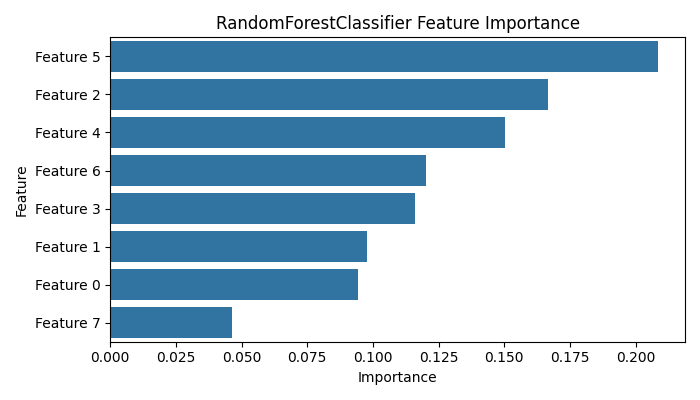 RandomForestClassifier Feature Importance
Feature 5
Feature 2
Feature 4
Feature 6
Feature 3
Feature 1
Feature 0
Feature 7
Feature
0.000 0.025 0.050 0.075 0.100 0.125 0.150 0.175 0.200
Importance